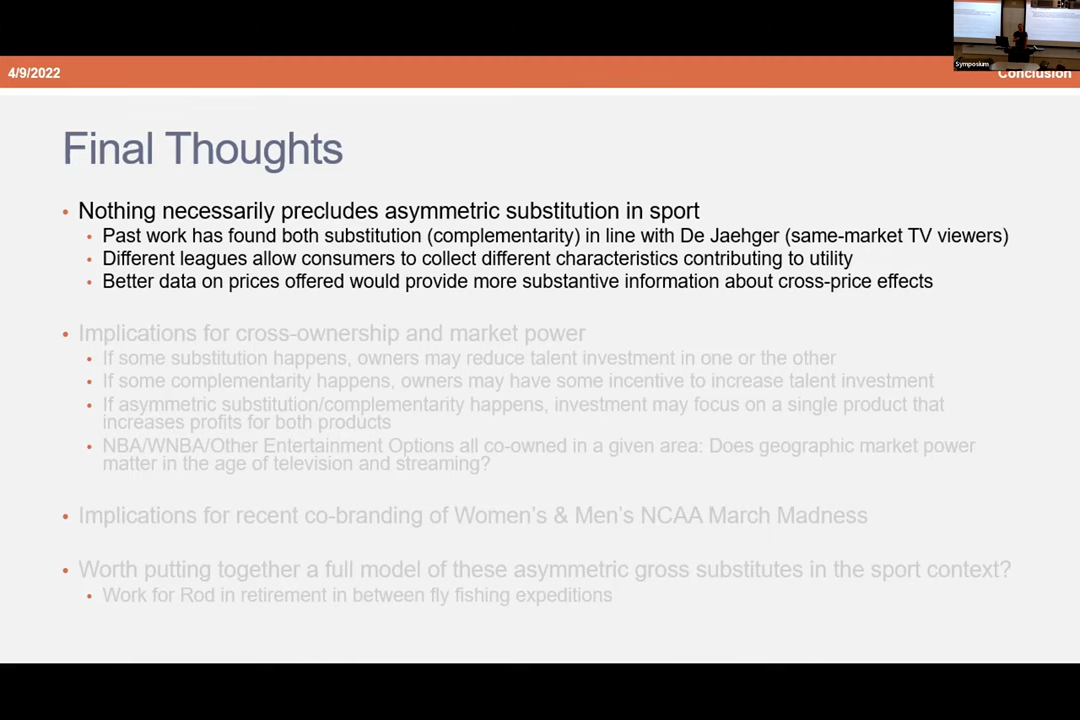 Symposium
4/9/2022
Conclusion
Final Thoughts
• Nothing necessarily precludes asymmetric substitution in sport
• Past work has found both substitution (complementarity) in line with De Jaehger (same-market TV viewers)
• Different leagues allow consumers to collect different characteristics contributing to utility
• Better data on prices offered would provide more substantive information about cross-price effects
• Implications for cross-ownership and market power
• If some substitution happens, owners may reduce talent investment in one or the other
• If some complementarity happens, owners may have some incentive to increase talent investment
• If asymmetric substitution/complementarity happens, investment may focus on a single product that
increases profits for both products
• NBA/WNBA/Other Entertainment Options all co-owned in a given area: Does geographic market power
matter in the age of television and streaming?
• Implications for recent co-branding of Women's & Men's NCAA March Madness
• Worth putting together a full model of these asymmetric gross substitutes in the sport context?
• Work for Rod in retirement in between fly fishing expeditions